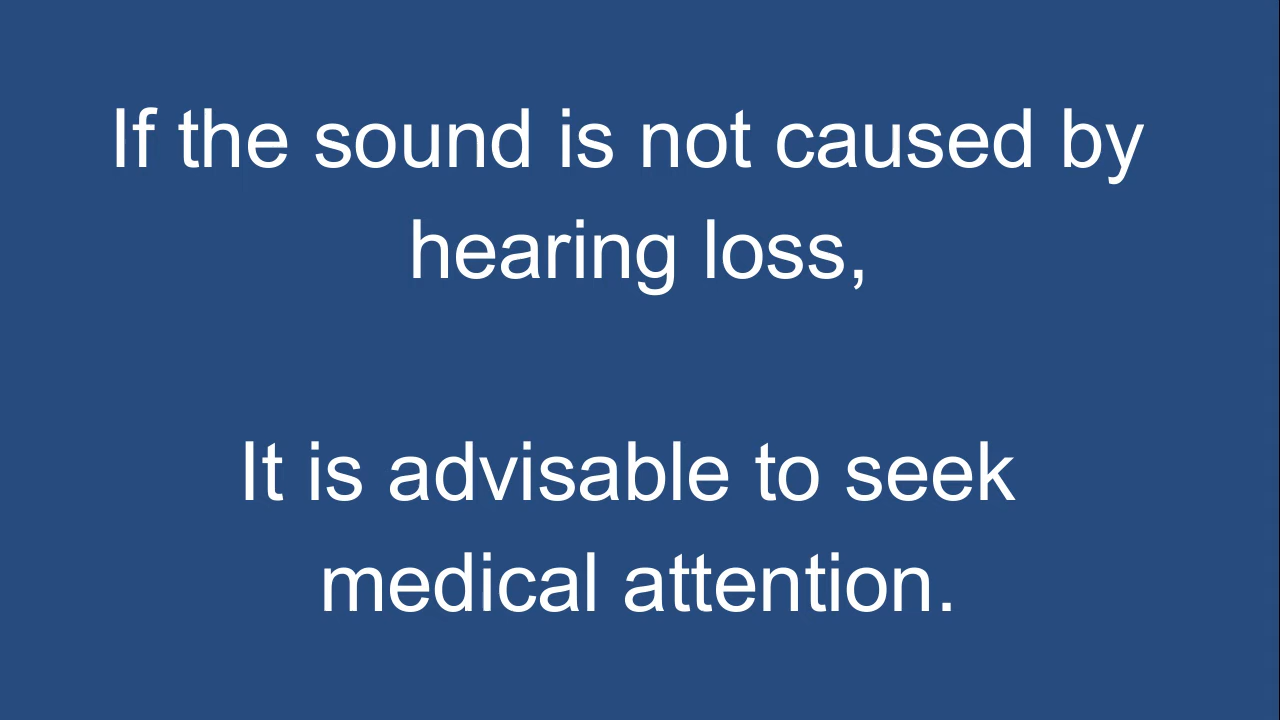 If the sound is not caused by
hearing loss,
It is advisable to seek
medical attention.